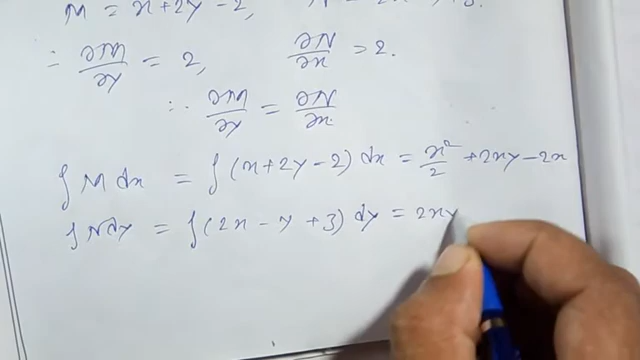 M = x+2y-2,
∴ ∂M/∂y = 2, ∂N/∂x = 2.
∴ ∂M/∂y = ∂N/∂x
∫ M dx = ∫ (x+2y-2) dx = x²/2 + 2xy - 2x
∫ N dy = ∫ (2x - y + 3) dy = 2xy